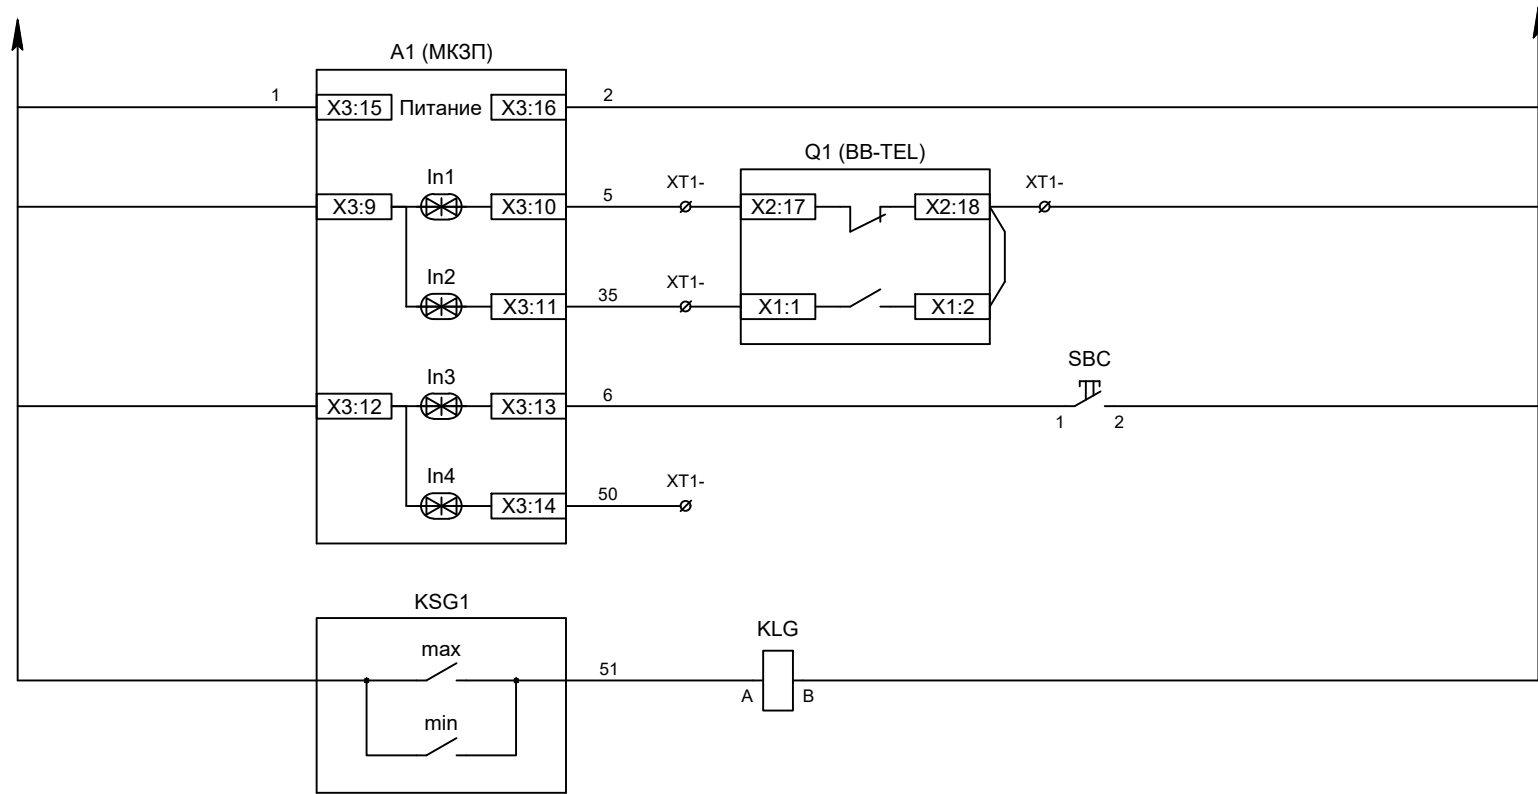 А1 (МКЗП)
1 X3:15 Питание X3:16 2
Q1 (BB-TEL)
In1 XT1- XT1-
X3:9 X3:10 5 X2:17 X2:18
In2 XT1-
X3:11 35 X1:1 X1:2
SBC
In3
X3:12 X3:13 6
1 2
In4 XT1-
X3:14 50
KSG1
KLG
max
51
A B
min